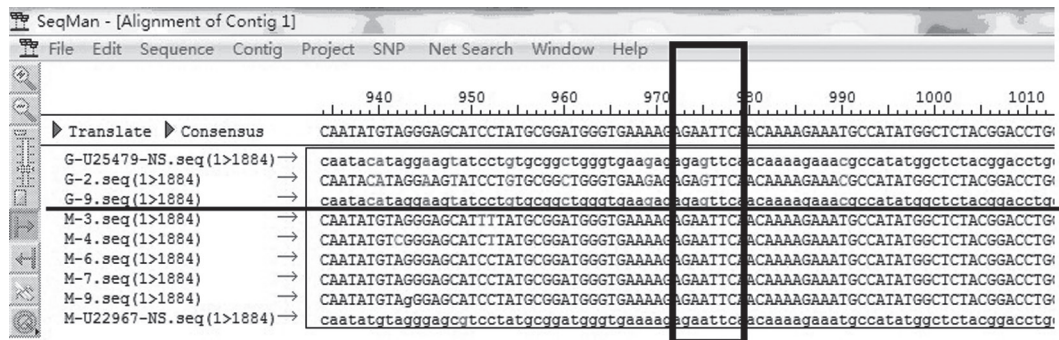 SeqMan - [Alignment of Contig 1]
File Edit Sequence Contig Project SNP Net Search Window Help
940 950 960 970 980 990 1000 1010
Translate Consensus CAATATGTAGGGAGCATCCTATGCGGATGGGTGAAAAGAGAATTCAACAAAAGAAATGCCATATGGCTCTACGGACCTG
G-U25479-NS.seq(1>1884) caatacataggaagtatcctgtgcggctgggtgaagagagagttcaacaaaagaaacgccatatggctctacggacctg
G-2.seq(1>1884) CAATACATAGGAAGTATCCTGTGCGGCTGGGTGAAGAGAGAGTTCAACAAAAGAAACGCCATATGGCTCTACGGACCTG
G-9.seq(1>1884) caatacataggaagtatcctgtgcggctgggtgaagagagagttcaacaaaagaaacgccatatggctctacggacctg
M-3.seq(1>1884) CAATATGTAGGGAGCATTTTATGCGGATGGGTGAAAAGAGAATTCAACAAAAGAAATGCCATATGGCTCTACGGACCTG
M-4.seq(1>1884) CAATATGTCGGGAGCATCTTATGCGGATGGGTGAAAAGAGAATTCAACAAAAGAAATGCCATATGGCTCTACGGACCTG
M-6.seq(1>1884) CAATATGTAGGGAGCATCCTATGCGGATGGGTGAAAAGAGAATTCAACAAAAGAAATGCCATATGGCTCTACGGACCTG
M-7.seq(1>1884) CAATATGTAGGGAGCATCCTATGCGGATGGGTGAAAAGAGAATTCAACAAAAGAAATGCCATATGGCTCTACGGACCTG
M-9.seq(1>1884) CAATATGTAgGGAGCATCCTATGCGGATGGGTGAAAAGAGAATTCAACAAAAGAAATGCCATATGGCTCTACGGACCTG
M-U22967-NS.seq(1>1884) caatatgtagggagcgtcctatgcggatgggtgaaaagagaattcaacaaaagaaatgccatatggctctacggacctg